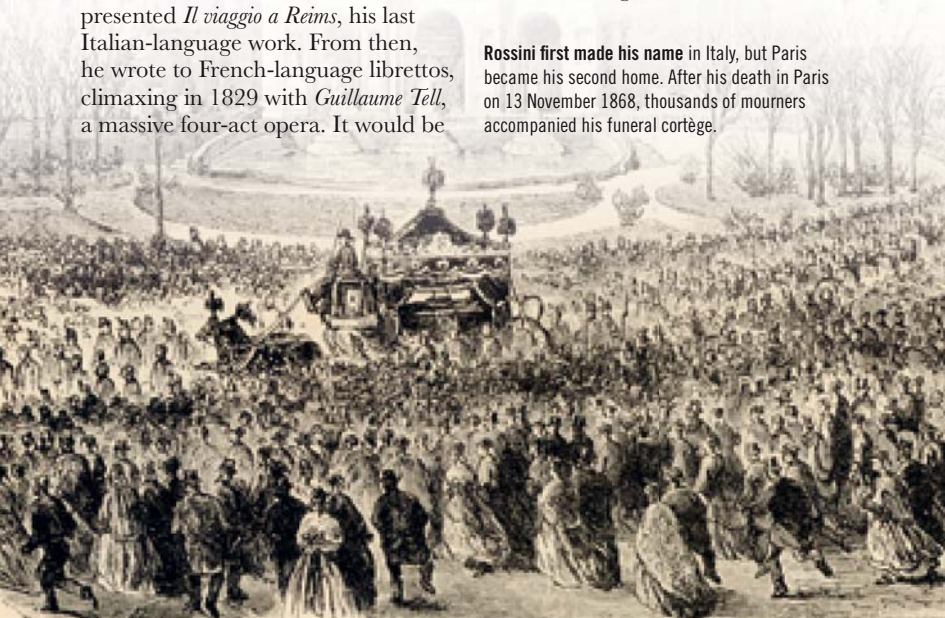 presented Il viaggio a Reims, his last
Italian-language work. From then,
he wrote to French-language librettos,
climaxing in 1829 with Guillaume Tell,
a massive four-act opera. It would be
Rossini first made his name in Italy, but Paris
became his second home. After his death in Paris
on 13 November 1868, thousands of mourners
accompanied his funeral cortège.